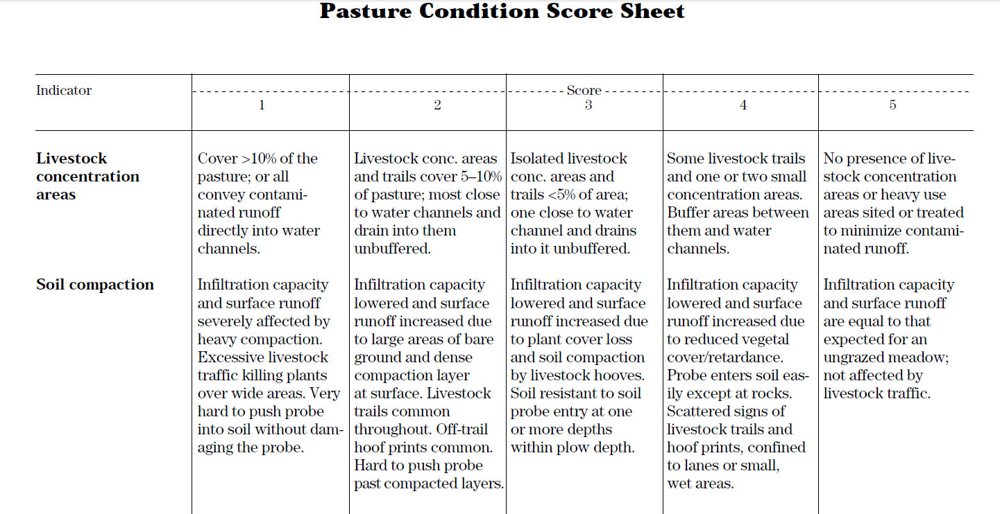 Pasture Condition Score Sheet
Indicator
Score
1 2 3 4 5
Livestock
concentration
areas
Cover >10% of the
pasture; or all
convey contami-
nated runoff
directly into water
channels.
Livestock conc. areas
and trails cover 5–10%
of pasture; most close
to water channels and
drain into them
unbuffered.
Isolated livestock
conc. areas and
trails <5% of area;
one close to water
channel and drains
into it unbuffered.
Some livestock trails
and one or two small
concentration areas.
Buffer areas between
them and water
channels.
No presence of live-
stock concentration
areas or heavy use
areas sited or treated
to minimize contami-
nated runoff.
Soil compaction
Infiltration capacity
and surface runoff
severely affected by
heavy compaction.
Excessive livestock
traffic killing plants
over wide areas. Very
hard to push probe
into soil without dam-
aging the probe.
Infiltration capacity
lowered and surface
runoff increased due
to large areas of bare
ground and dense
compaction layer
at surface. Livestock
trails common
throughout. Off-trail
hoof prints common.
Hard to push probe
past compacted layers.
Infiltration capacity
lowered and surface
runoff increased due
to plant cover loss
and soil compaction
by livestock hooves.
Soil resistant to soil
probe entry at one
or more depths
within plow depth.
Infiltration capacity
lowered and surface
runoff increased due
to reduced vegetal
cover/retardance.
Probe enters soil eas-
ily except at rocks.
Scattered signs of
livestock trails and
hoof prints, confined
to lanes or small,
wet areas.
Infiltration capacity
and surface runoff
are equal to that
expected for an
ungrazed meadow;
not affected by
livestock traffic.